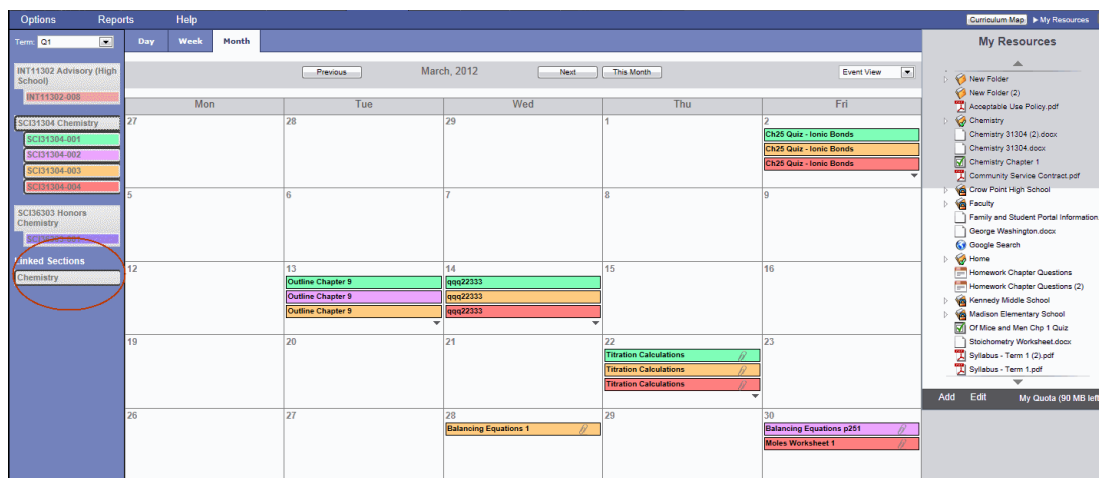 Options Reports Help Curriculum Map My Resources
Term: Q1
Day Week Month
My Resources
INT11302 Advisory (High School)
INT11302-008
SCI31304 Chemistry
SCI31304-001
SCI31304-002
SCI31304-003
SCI31304-004
SCI36303 Honors Chemistry
Linked Sections
Chemistry
Previous March, 2012 Next This Month Event View
Mon Tue Wed Thu Fri
27 28 29 1 2
Ch25 Quiz - Ionic Bonds
Ch25 Quiz - Ionic Bonds
Ch25 Quiz - Ionic Bonds
5 6 7 8 9
12 13 14 15 16
Outline Chapter 9 qqq22333
Outline Chapter 9 qqq22333
Outline Chapter 9 qqq22333
19 20 21 22 23
Titration Calculations
Titration Calculations
Titration Calculations
26 27 28 29 30
Balancing Equations 1 Balancing Equations p251
Moles Worksheet 1
New Folder
New Folder (2)
Acceptable Use Policy.pdf
Chemistry
Chemistry 31304 (2).docx
Chemistry 31304.docx
Chemistry Chapter 1
Community Service Contract.pdf
Crow Point High School
Faculty
Family and Student Portal Information
George Washington.docx
Google Search
Home
Homework Chapter Questions
Homework Chapter Questions (2)
Kennedy Middle School
Madison Elementary School
Of Mice and Men Chp 1 Quiz
Stoichometry Worksheet.docx
Syllabus - Term 1 (2).pdf
Syllabus - Term 1.pdf
Add Edit My Quota (90 MB left